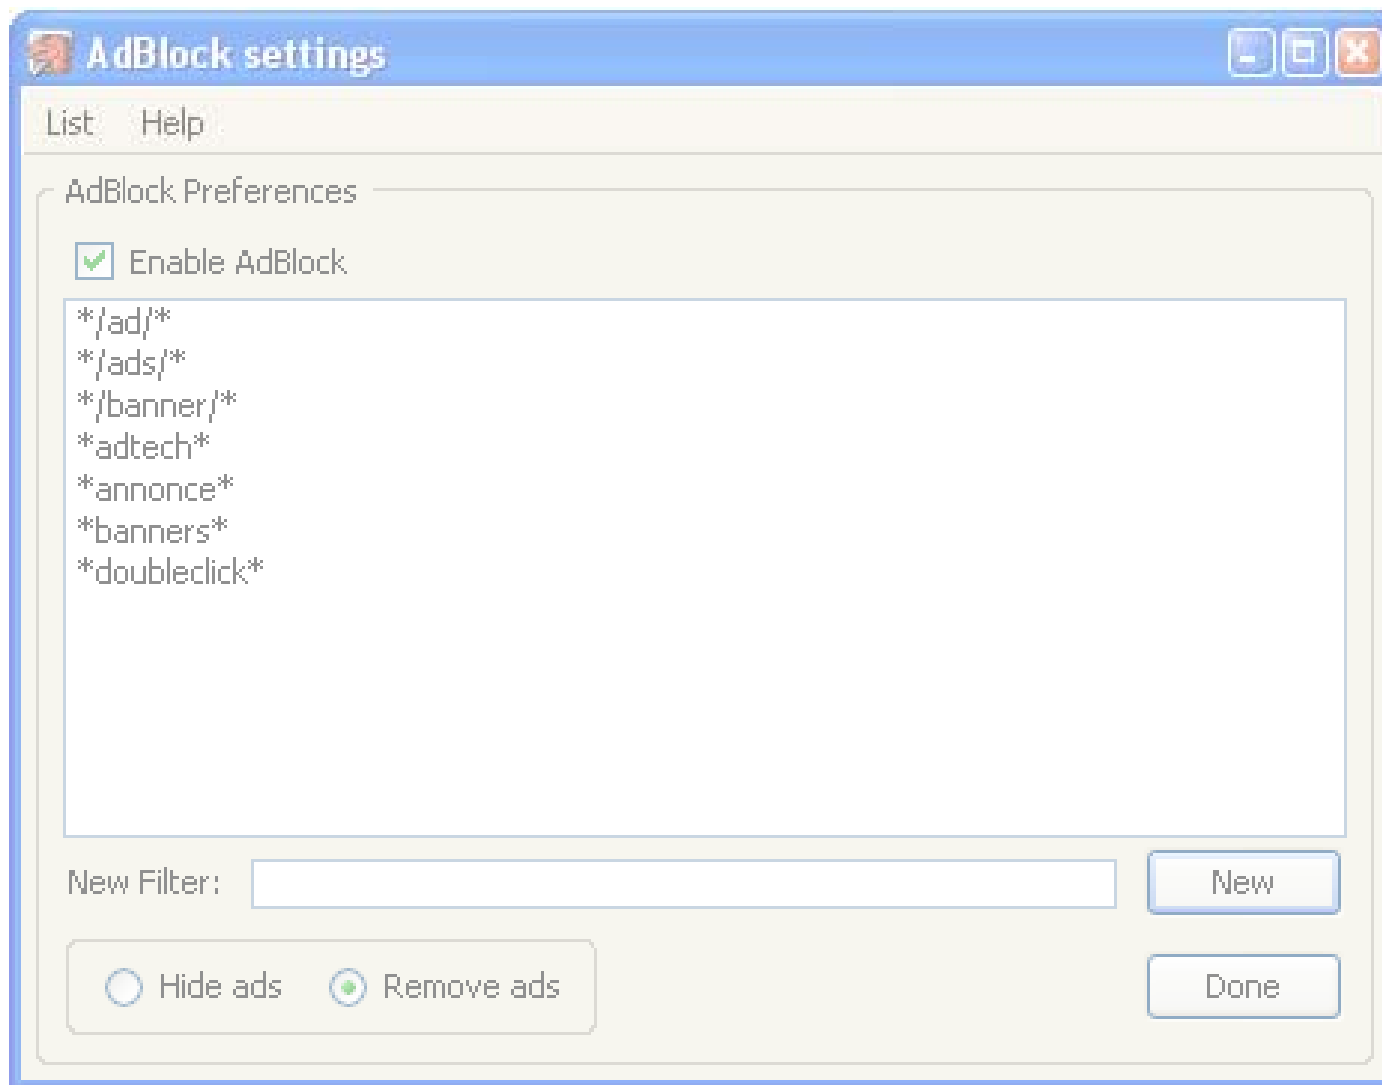 AdBlock settings
List Help
AdBlock Preferences
Enable AdBlock
*/ad/*
*/ads/*
*/banner/*
*adtech*
*annonce*
*banners*
*doubleclick*
New Filter: New
Hide ads Remove ads Done